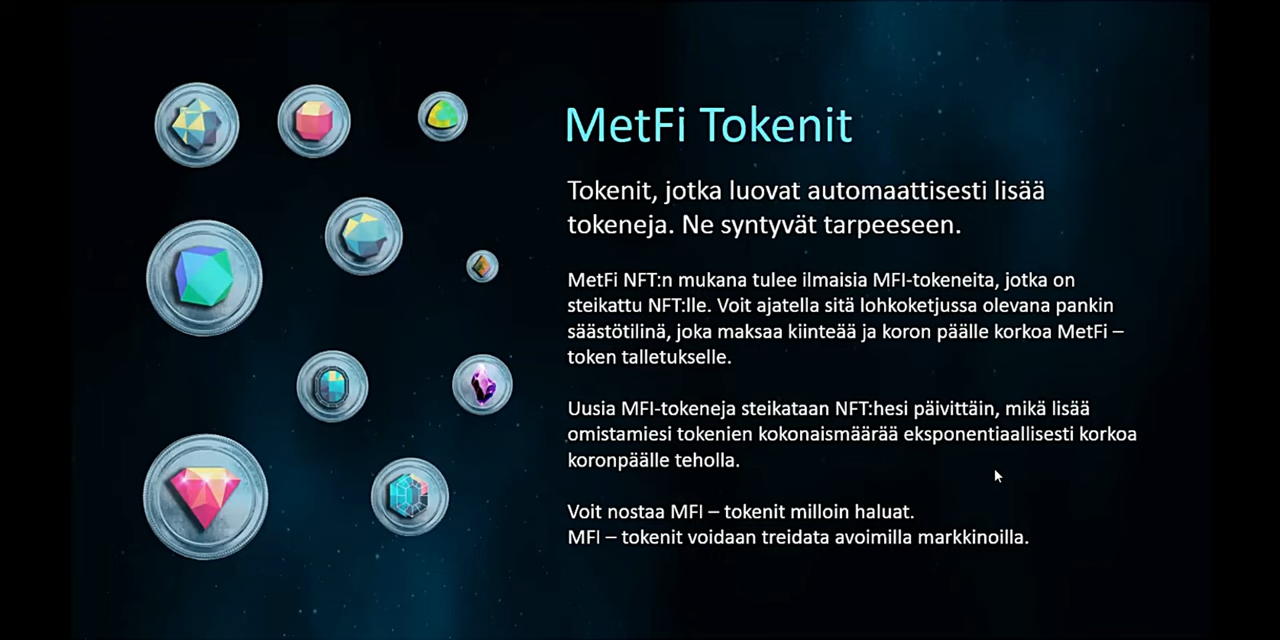 MetFi Tokenit
Tokenit, jotka luovat automaattisesti lisää
tokeneja. Ne syntyvät tarpeeseen.
MetFi NFT:n mukana tulee ilmaisia MFI-tokeneita, jotka on
steikattu NFT:lle. Voit ajatella sitä lohkoketjussa olevana pankin
säästötilinä, joka maksaa kiinteää ja koron päälle korkoa MetFi –
token talletukselle.
Uusia MFI-tokeneja steikataan NFT:hesi päivittäin, mikä lisää
omistamiesi tokenien kokonaismäärää eksponentiaallisesti korkoa
koronpäälle teholla.
Voit nostaa MFI – tokenit milloin haluat.
MFI – tokenit voidaan treidata avoimilla markkinoilla.